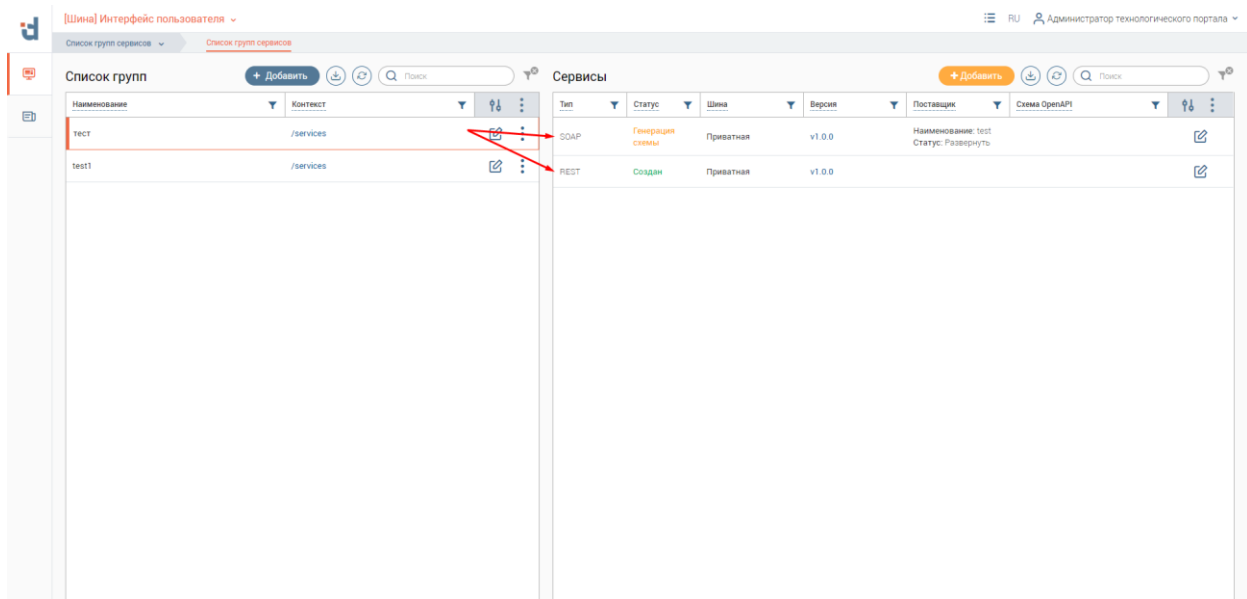 [Шина] Интерфейс пользователя
RU Администратор технологического портала
Список групп сервисов Список групп сервисов
Список групп + Добавить Поиск
Наименование Контекст
тест /services
test1 /services
Сервисы + Добавить Поиск
Тип Статус Шина Версия Поставщик Схема OpenAPI
SOAP Генерация схемы Приватная v1.0.0 Наименование: test
Статус: Развернуть
REST Создан Приватная v1.0.0